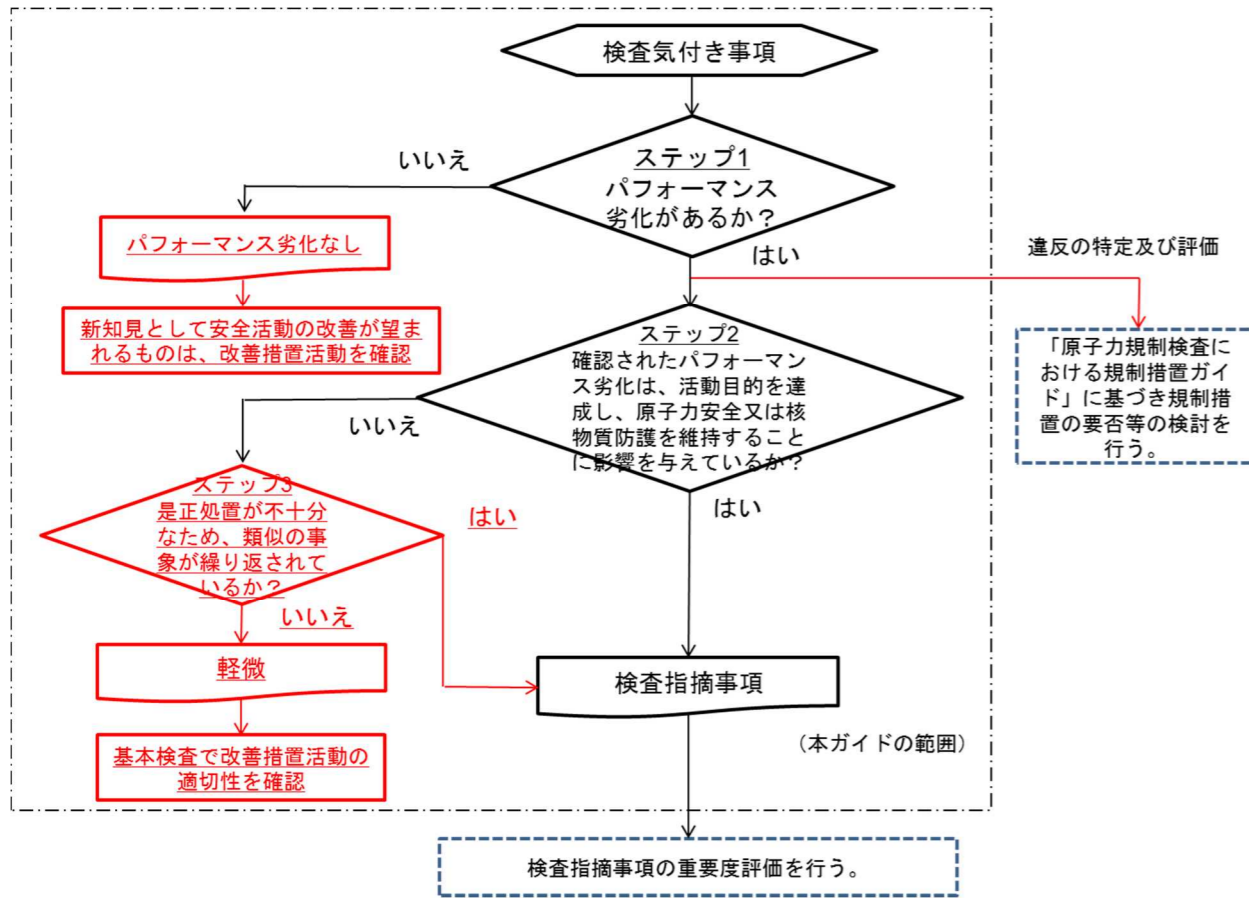 検査気付き事項
いいえ
ステップ1
パフォーマンス
劣化があるか？
パフォーマンス劣化なし
はい
違反の特定及び評価
新知見として安全活動の改善が望ま
れるものは、改善措置活動を確認
ステップ2
確認されたパフォーマン
ス劣化は、活動目的を達
成し、原子力安全又は核
物質防護を維持すること
に影響を与えているか？
「原子力規制検査に
おける規制措置ガイ
ド」に基づき規制措
置の要否等の検討を
行う。
いいえ
ステップ3
是正処置が不十分
なため、類似の事
象が繰り返されて
いるか？
はい
はい
いいえ
軽微
検査指摘事項
基本検査で改善措置活動の
適切性を確認
（本ガイドの範囲）
検査指摘事項の重要度評価を行う。